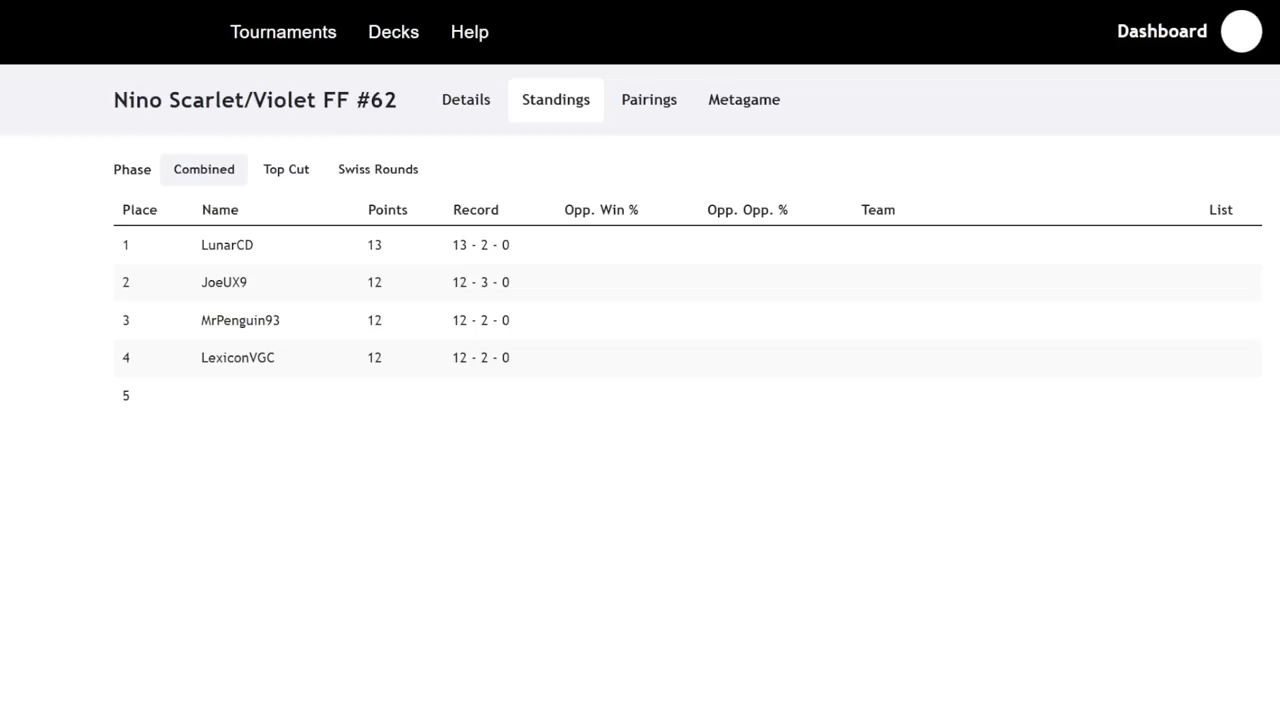 Tournaments Decks Help Dashboard
Nino Scarlet/Violet FF #62 Details Standings Pairings Metagame
Phase Combined Top Cut Swiss Rounds
Place Name Points Record Opp. Win % Opp. Opp. % Team List
1 LunarCD 13 13 - 2 - 0
2 JoeUX9 12 12 - 3 - 0
3 MrPenguin93 12 12 - 2 - 0
4 LexiconVGC 12 12 - 2 - 0
5